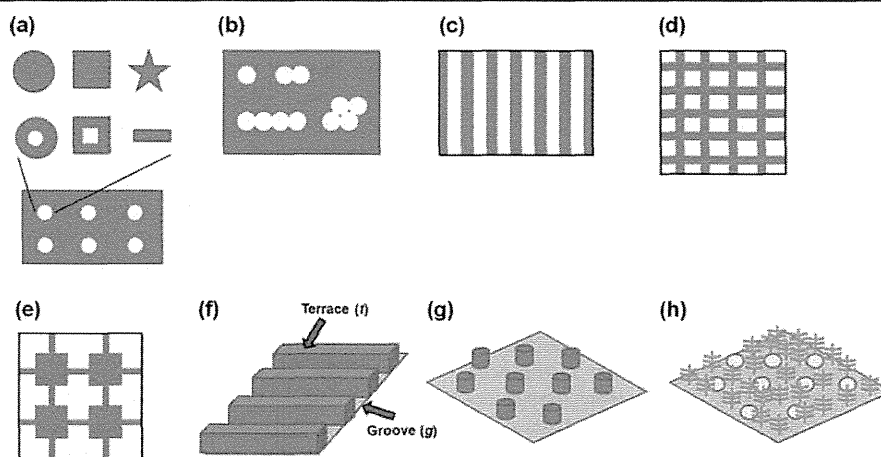 (a)
(b)
(c)
(d)
(e)
(f)
Terrace (t)
Groove (g)
(g)
(h)